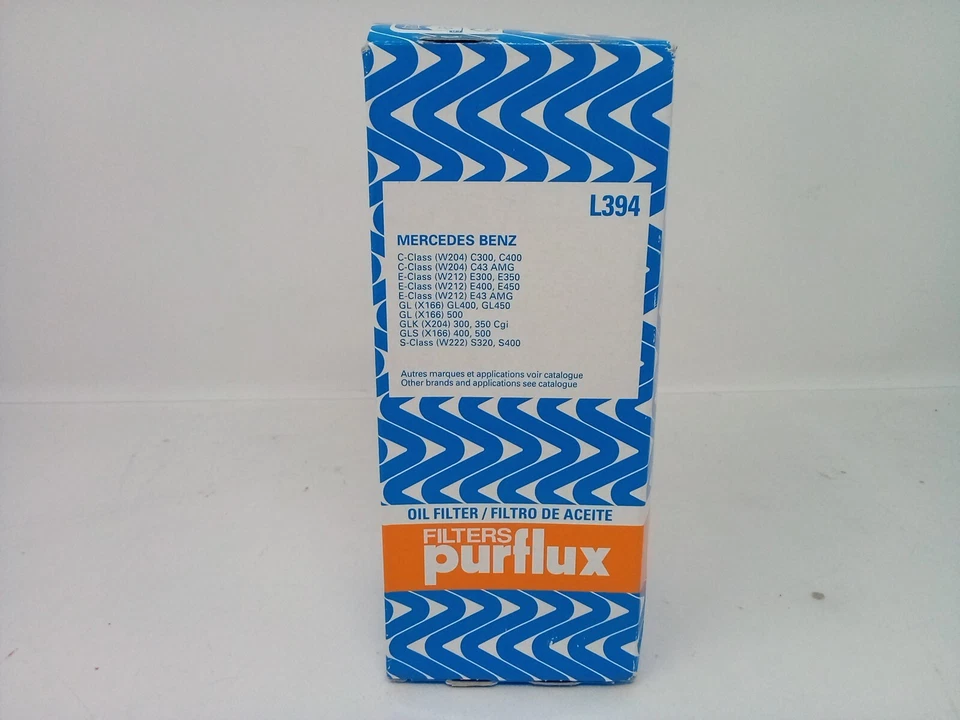 L394
MERCEDES BENZ
C-Class (W204) C300, C400
C-Class (W204) C43 AMG
E-Class (W212) E300, E350
E-Class (W212) E400, E450
E-Class (W212) E43 AMG
GL (X166) GL400, GL450
GL (X166) 500
GLK (X204) 300, 350 Cgi
GLS (X166) 400, 500
S-Class (W222) S320, S400
Autres marques et applications voir catalogue
Other brands and applications see catalogue
OIL FILTER / FILTRO DE ACEITE
FILTERS
purflux